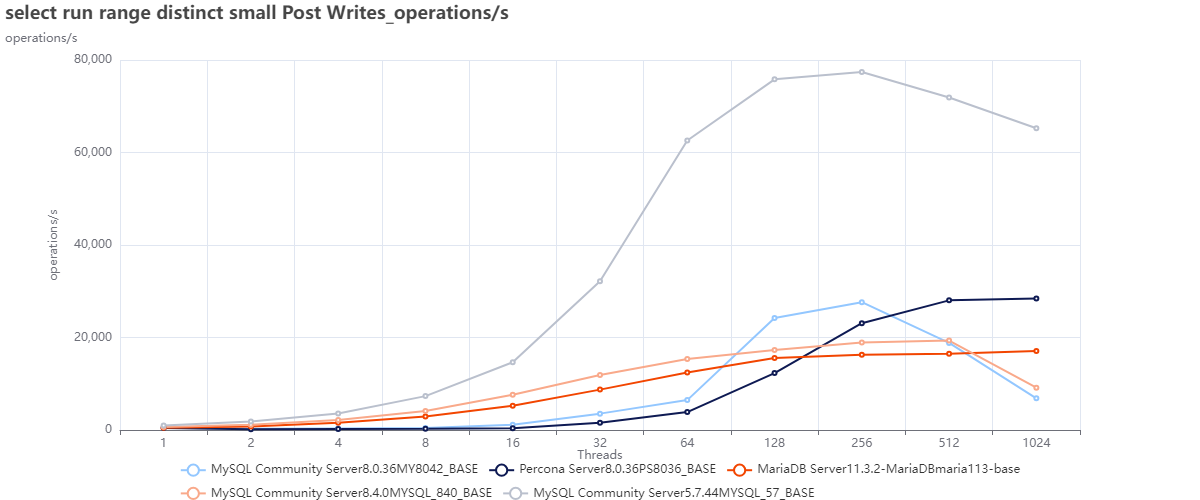 select run range distinct small Post Writes_operations/s
operations/s
80,000
60,000
40,000
20,000
0
operations/s
1 2 4 8 16 32 64 128 256 512 1024
Threads
MySQL Community Server8.0.36MY8042_BASE Percona Server8.0.36PS8036_BASE MariaDB Server11.3.2-MariaDBmaria113-base
MySQL Community Server8.4.0MYSQL_840_BASE MySQL Community Server5.7.44MYSQL_57_BASE